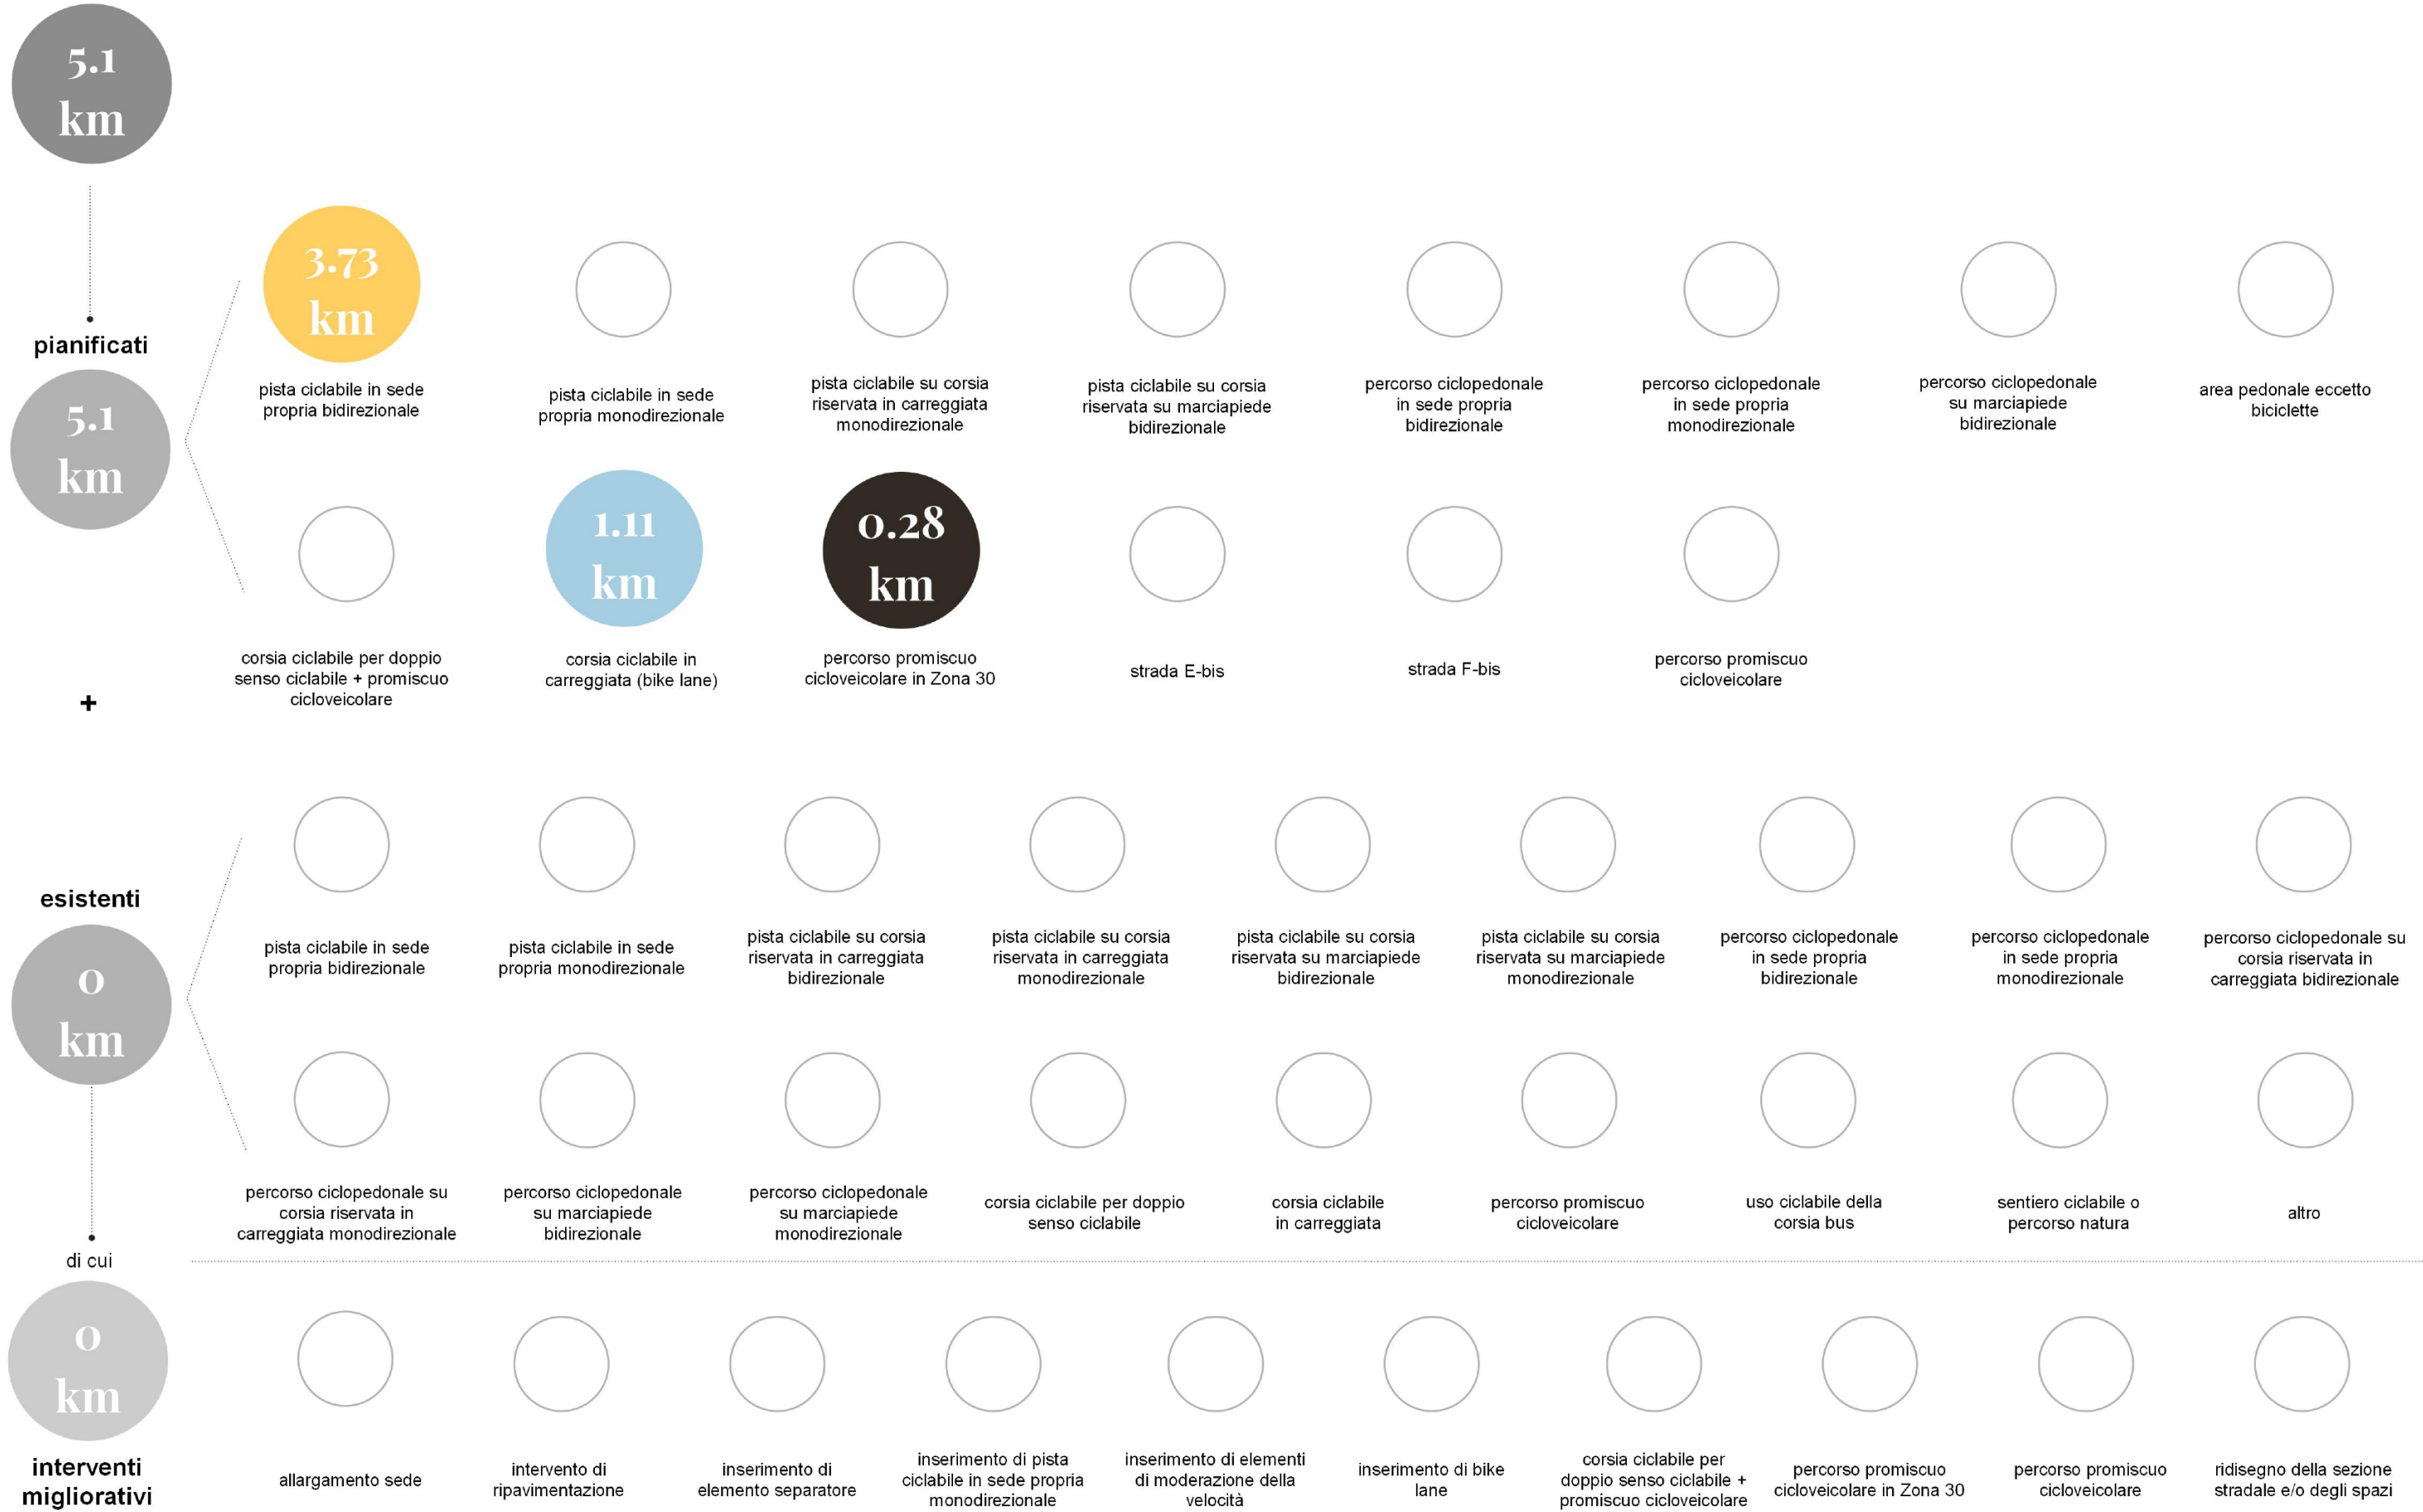 5.1
km
pianificati
5.1
km
3.73
km
pista ciclabile in sede
propria bidirezionale
pista ciclabile in sede
propria monodirezionale
pista ciclabile su corsia
riservata in carreggiata
monodirezionale
pista ciclabile su corsia
riservata su marciapiede
bidirezionale
percorso ciclopedonale
in sede propria
bidirezionale
percorso ciclopedonale
in sede propria
monodirezionale
percorso ciclopedonale
su marciapiede
bidirezionale
area pedonale eccetto
biciclette
corsia ciclabile per doppio
senso ciclabile + promiscuo
cicloveicolare
1.11
km
corsia ciclabile in
carreggiata (bike lane)
0.28
km
percorso promiscuo
cicloveicolare in Zona 30
strada E-bis
strada F-bis
percorso promiscuo
cicloveicolare
+
esistenti
0
km
pista ciclabile in sede
propria bidirezionale
pista ciclabile in sede
propria monodirezionale
pista ciclabile su corsia
riservata in carreggiata
bidirezionale
pista ciclabile su corsia
riservata in carreggiata
monodirezionale
pista ciclabile su corsia
riservata su marciapiede
bidirezionale
pista ciclabile su corsia
riservata su marciapiede
monodirezionale
percorso ciclopedonale
in sede propria
bidirezionale
percorso ciclopedonale
in sede propria
monodirezionale
percorso ciclopedonale su
corsia riservata in
carreggiata bidirezionale
percorso ciclopedonale su
corsia riservata in
carreggiata monodirezionale
percorso ciclopedonale
su marciapiede
bidirezionale
percorso ciclopedonale
su marciapiede
monodirezionale
corsia ciclabile per doppio
senso ciclabile
corsia ciclabile
in carreggiata
percorso promiscuo
cicloveicolare
uso ciclabile della
corsia bus
sentiero ciclabile o
percorso natura
altro
di cui
0
km
interventi
migliorativi
allargamento sede
intervento di
ripavimentazione
inserimento di
elemento separatore
inserimento di pista
ciclabile in sede propria
monodirezionale
inserimento di elementi
di moderazione della
velocità
inserimento di bike
lane
corsia ciclabile per
doppio senso ciclabile +
promiscuo cicloveicolare
percorso promiscuo
cicloveicolare in Zona 30
percorso promiscuo
cicloveicolare
ridisegno della sezione
stradale e/o degli spazi